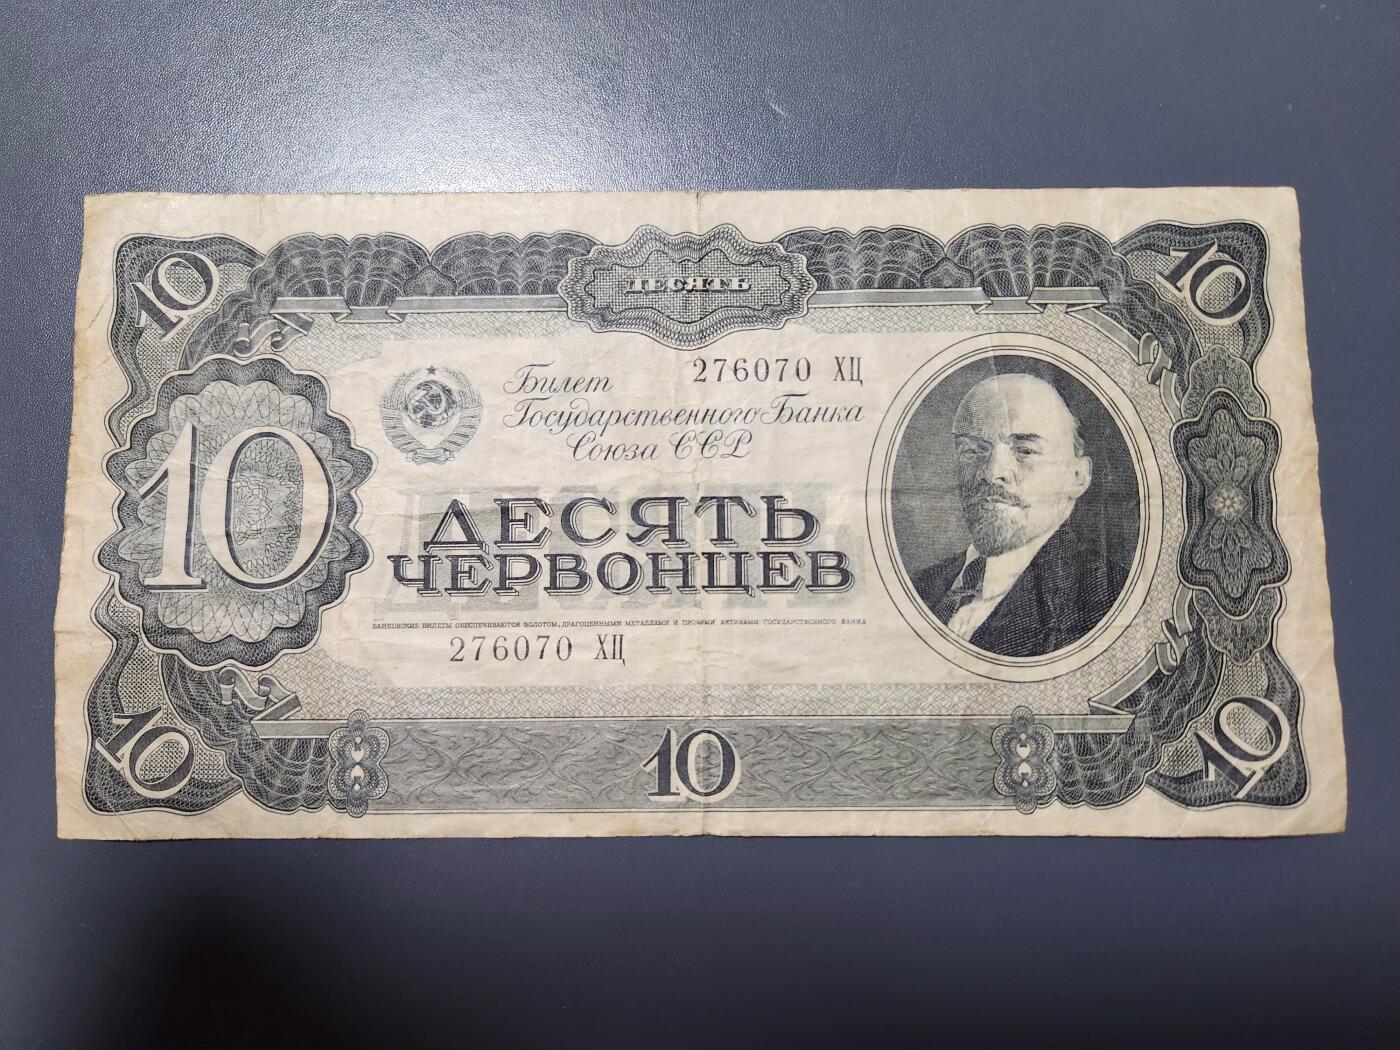 10
ДЕСЯТЬ
10
276070 ХЦ
Билет
Государственного Банка
Союза ССР
10
ДЕСЯТЬ
ЧЕРВОНЦЕВ
БАНКОВСКИЕ БИЛЕТЫ ОБЕСПЕЧИВАЮТСЯ ЗОЛОТОМ, ДРАГОЦЕННЫМИ МЕТАЛЛАМИ И ПРОЧИМИ АКТИВАМИ ГОСУДАРСТВЕННОГО БАНКА
276070 ХЦ
10
10
10